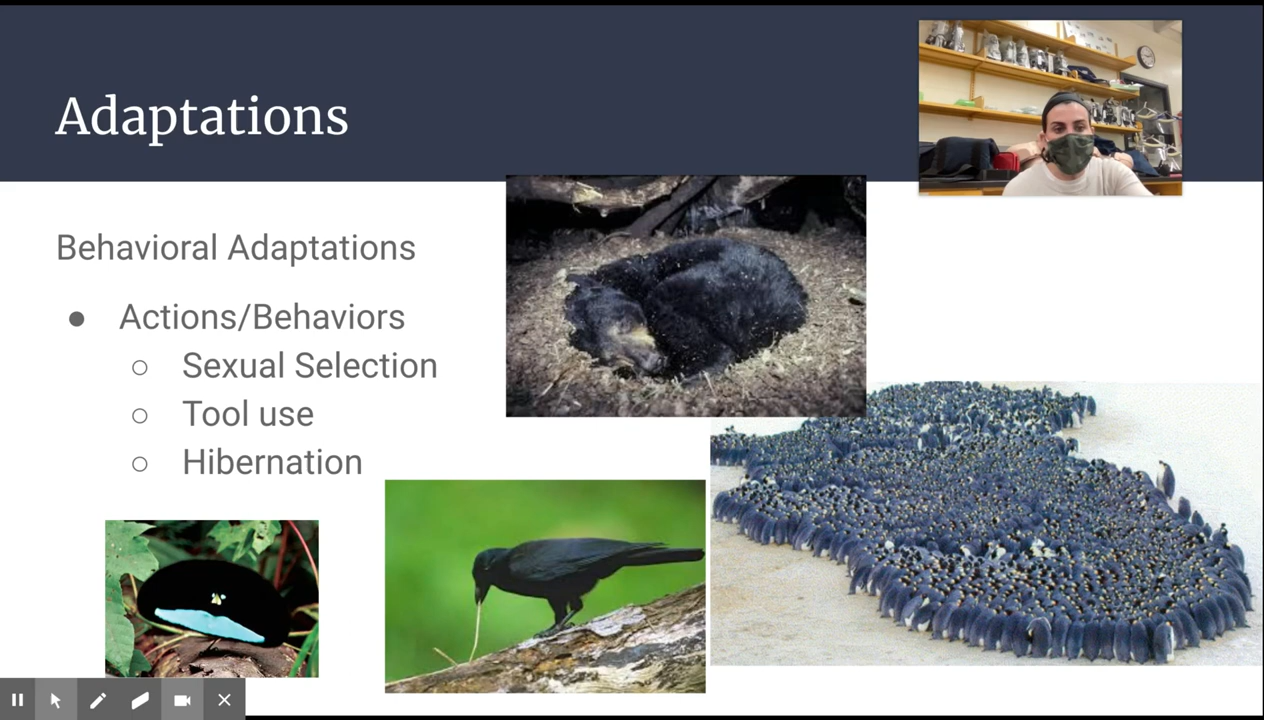 Adaptations
Behavioral Adaptations
● Actions/Behaviors
○ Sexual Selection
○ Tool use
○ Hibernation